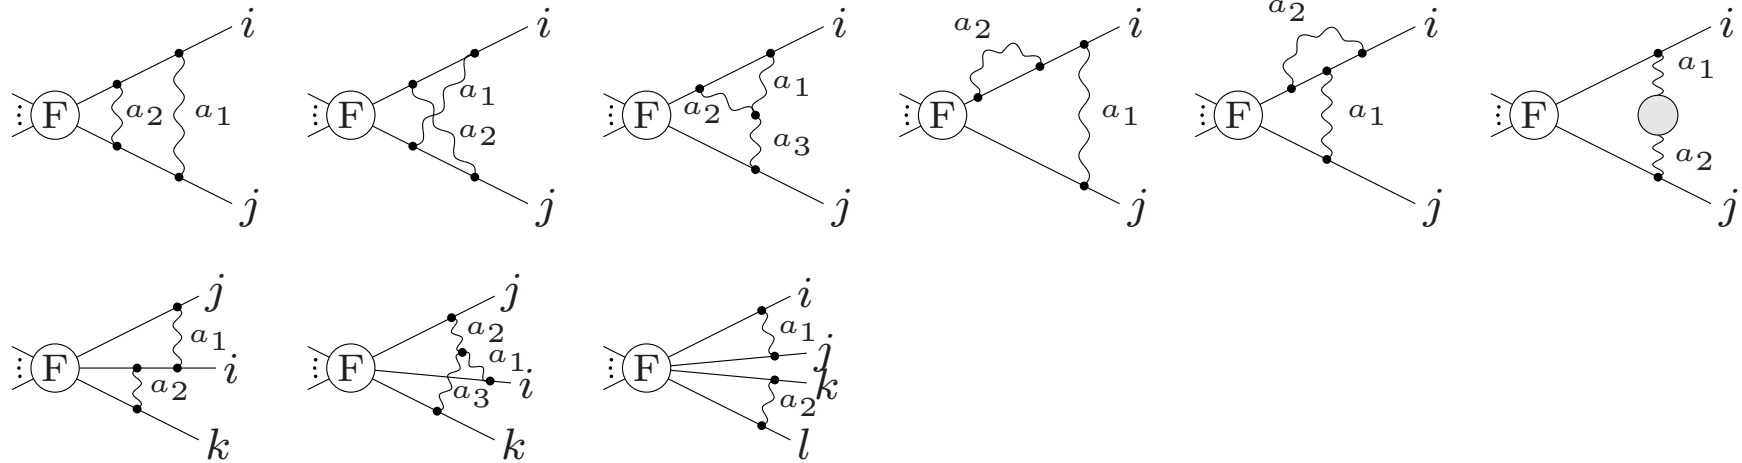 F a₂ a₁ i j
F a₁ a₂ i j
F a₂ a₁ a₃ i j
F a₂ a₁ i j
F a₂ a₁ i j
F a₁ a₂ i j
F a₁ a₂ j i k
F a₂ a₁ a₃ j i k
F a₁ a₂ i j k l